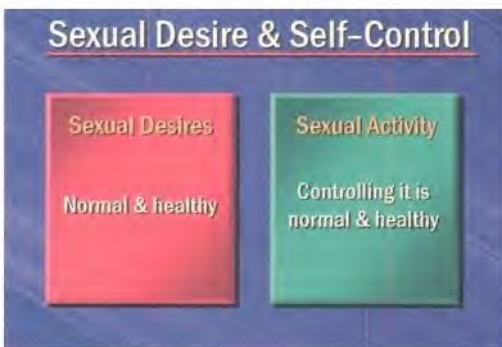 Sexual Desire & Self-Control
Sexual Desires
Normal & healthy
Sexual Activity
Controlling it is
normal & healthy